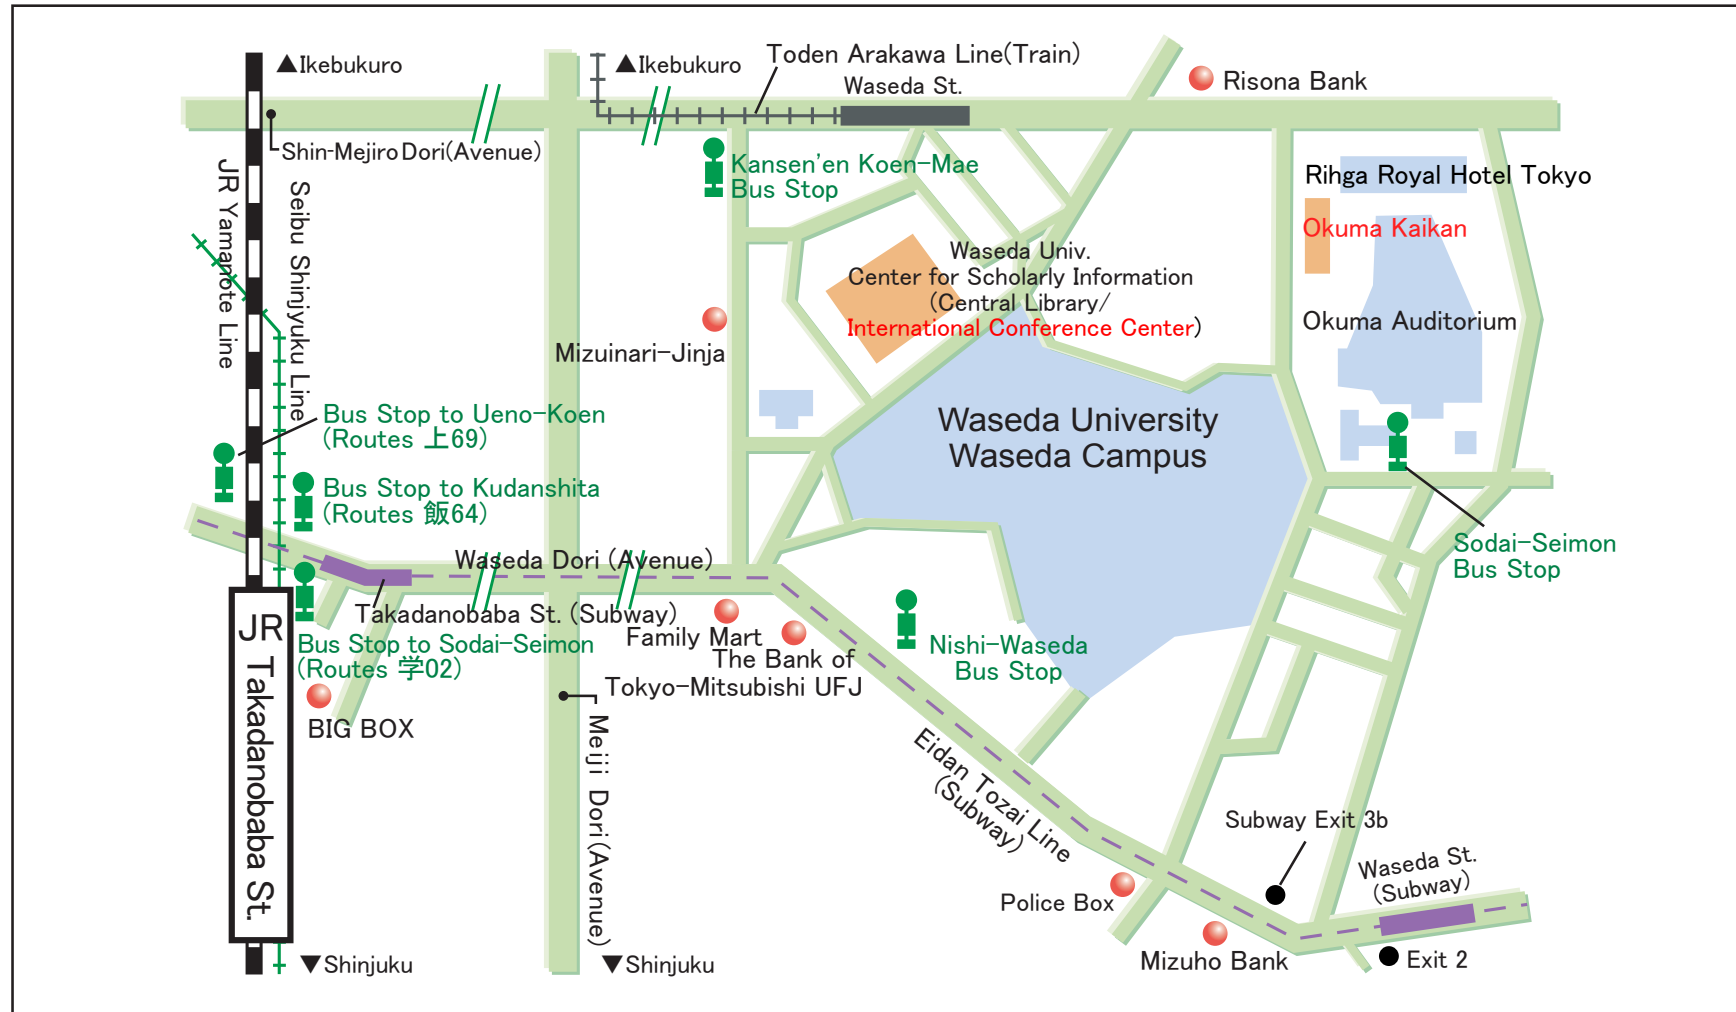 ▲Ikebukuro
▲Ikebukuro
Toden Arakawa Line(Train)
Waseda St.
Risona Bank
Shin-Mejiro Dori(Avenue)
JR Yamanote Line
Seibu Shinjyuku Line
Kansen'en Koen-Mae
Bus Stop
Rihga Royal Hotel Tokyo
Okuma Kaikan
Waseda Univ.
Center for Scholarly Information
(Central Library/
International Conference Center)
Okuma Auditorium
Mizuinari-Jinja
Bus Stop to Ueno-Koen
(Routes 上69)
Waseda University
Waseda Campus
Bus Stop to Kudanshita
(Routes 飯64)
Sodai-Seimon
Bus Stop
Waseda Dori (Avenue)
Takadanobaba St. (Subway)
JR
Takadanobaba St.
Bus Stop to Sodai-Seimon
(Routes 学02)
Family Mart
The Bank of
Tokyo-Mitsubishi UFJ
Nishi-Waseda
Bus Stop
BIG BOX
Meiji Dori(Avenue)
Eidan Tozai Line
(Subway)
Subway Exit 3b
Waseda St.
(Subway)
Police Box
Mizuho Bank
Exit 2
▼Shinjuku
▼Shinjuku